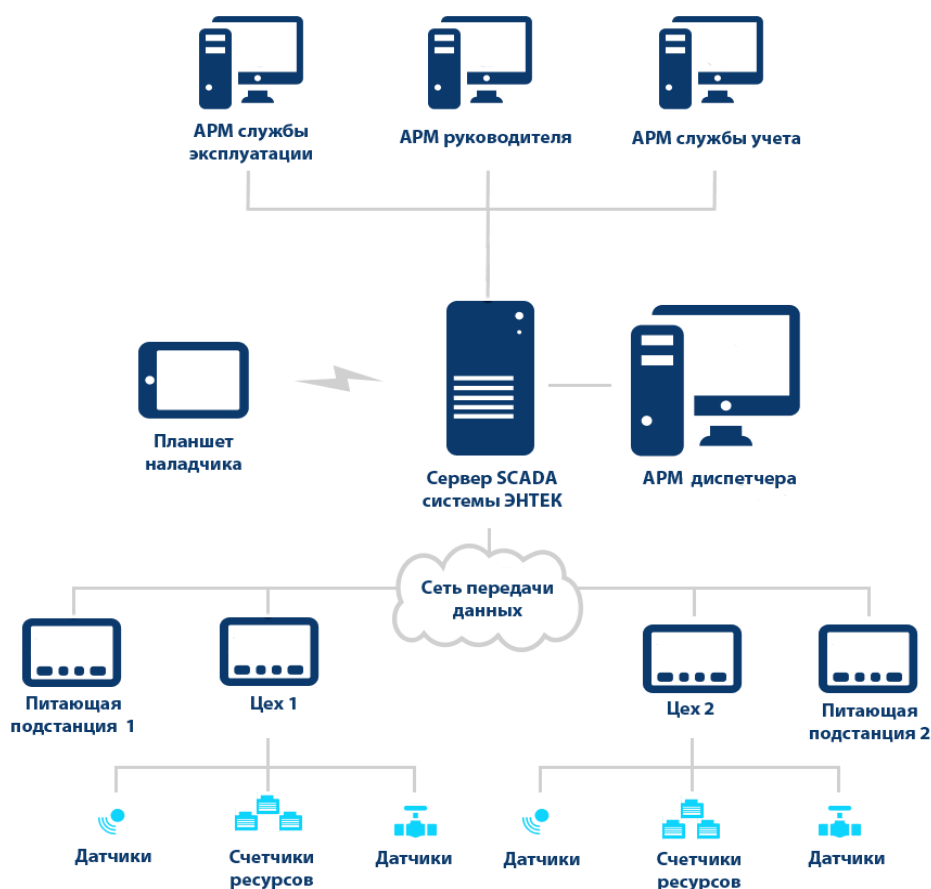 АРМ службы
эксплуатации
АРМ руководителя
АРМ службы учета
Планшет
наладчика
Сервер SCADA
системы ЭНТЕК
АРМ диспетчера
Сеть передачи
данных
Питающая
подстанция 1
Цех 1
Цех 2
Питающая
подстанция 2
Датчики
Счетчики
ресурсов
Датчики
Датчики
Счетчики
ресурсов
Датчики